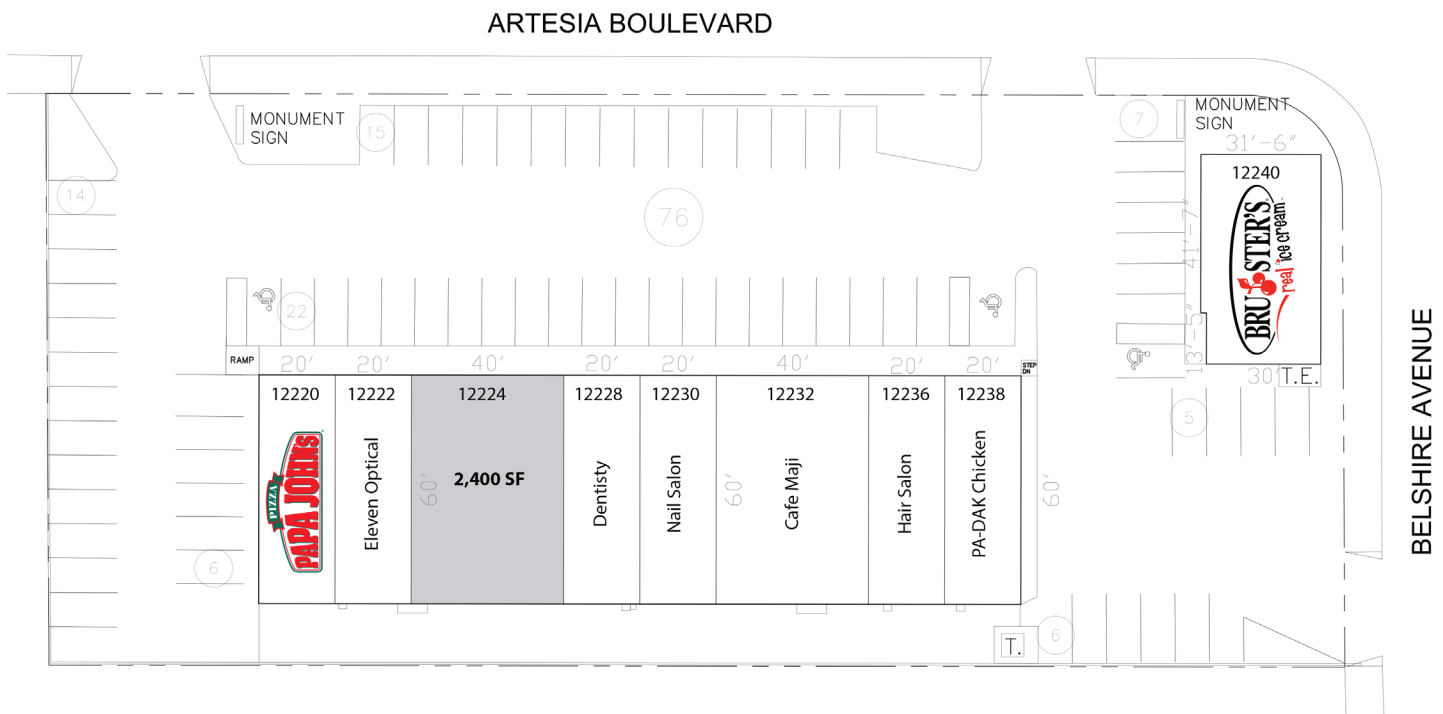 ARTESIA BOULEVARD
MONUMENT
SIGN
15
7
MONUMENT
SIGN
31'-6"
12240
14
76
41'-7"
BRUSTER'S
real ice cream
22
13'-5"
30'
T.E.
RAMP
20'
20'
40'
20'
20'
40'
20'
20'
STEP
DN
12220
12222
12224
12228
12230
12232
12236
12238
5
PIZZA
PAPA JOHNS
Eleven Optical
60'
2,400 SF
Dentisty
Nail Salon
60'
Cafe Maji
Hair Salon
PA-DAK Chicken
60'
BELSHIRE AVENUE
6
T.
6